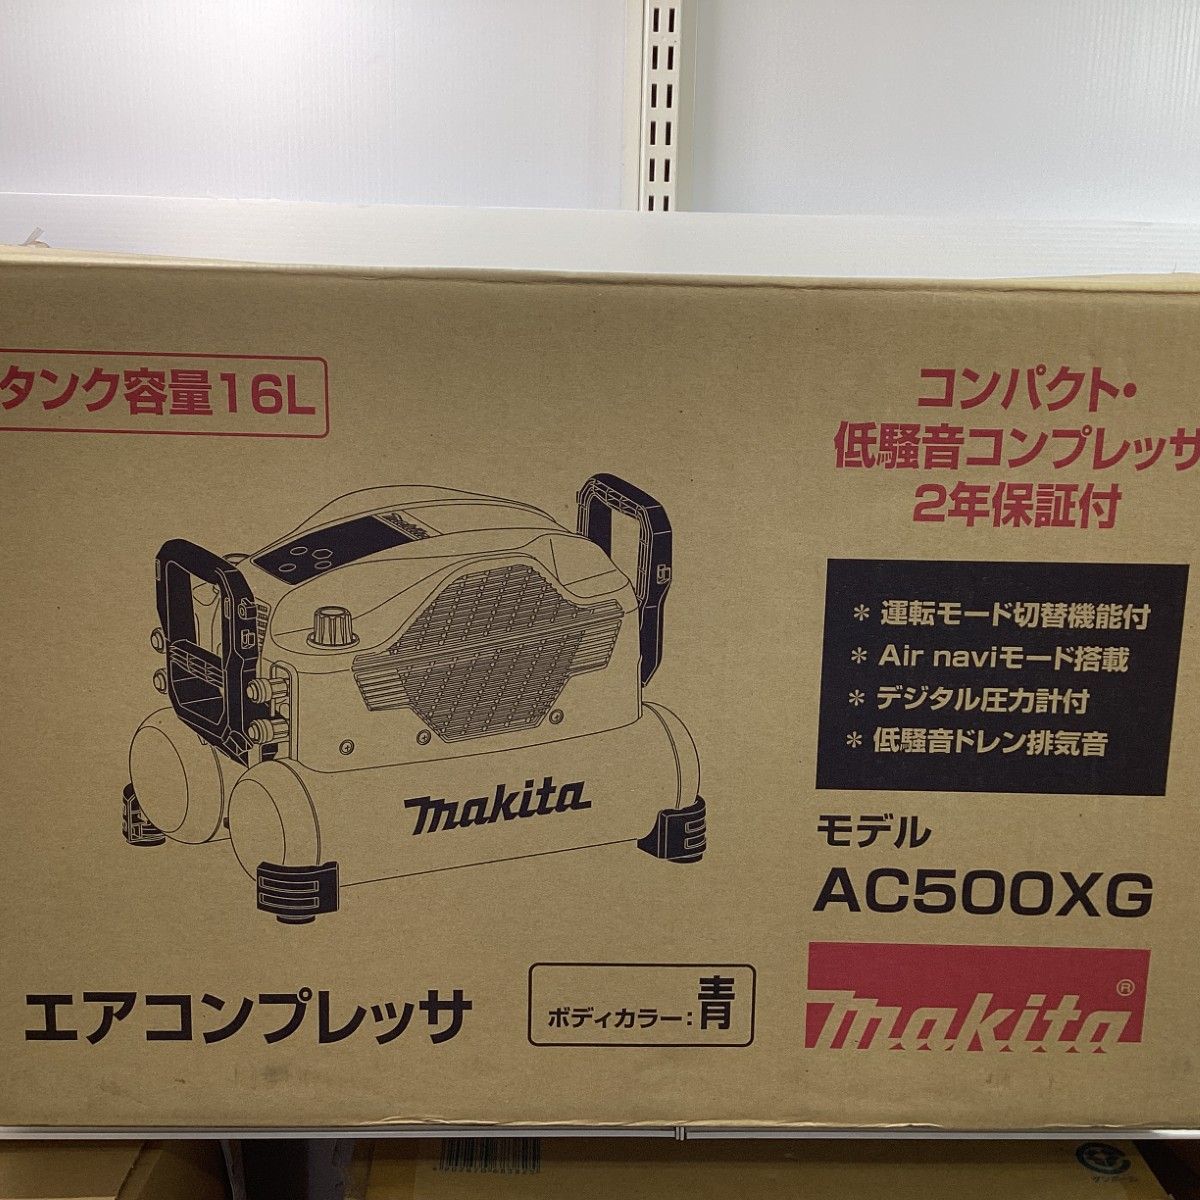 タンク容量16L
コンパクト・
低騒音コンプレッサ
2年保証付
makita
* 運転モード切替機能付
* Air naviモード搭載
* デジタル圧力計付
* 低騒音ドレン排気音
makita
モデル
AC500XG
エアコンプレッサ
ボディカラー:青
makita®